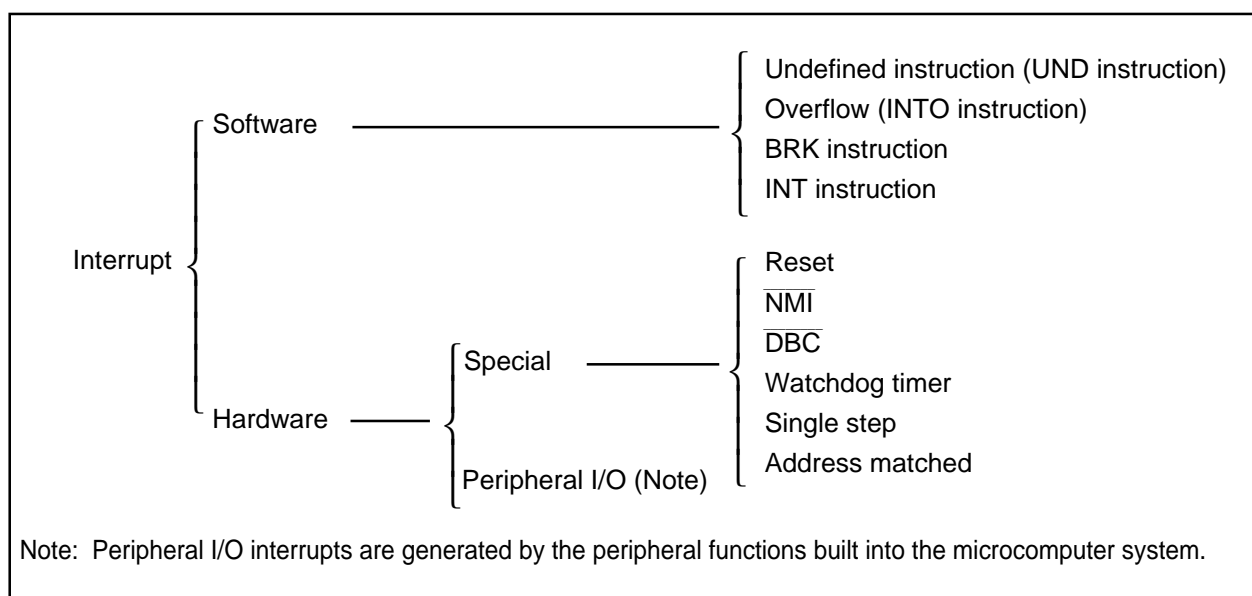 Interrupt
Software
Undefined instruction (UND instruction)
Overflow (INTO instruction)
BRK instruction
INT instruction
Hardware
Special
Reset
N̅M̅I̅
D̅B̅C̅
Watchdog timer
Single step
Address matched
Peripheral I/O (Note)
Note: Peripheral I/O interrupts are generated by the peripheral functions built into the microcomputer system.